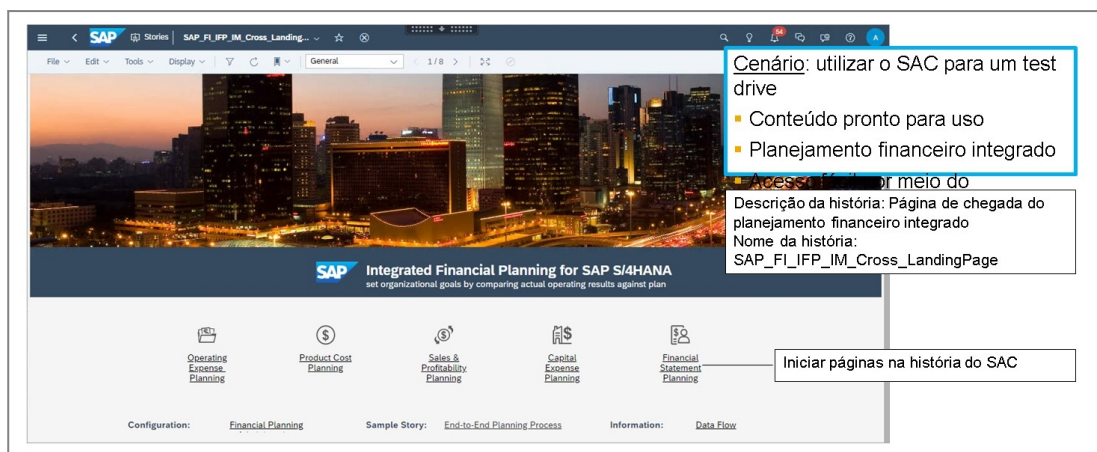 SAP Stories SAP_FI_IFP_IM_Cross_Landing...
54
A
File Edit Tools Display General 1/8
Cenário: utilizar o SAC para um test
drive
Conteúdo pronto para uso
Planejamento financeiro integrado
meio do
Descrição da história: Página de chegada do
planejamento financeiro integrado
Nome da história:
SAP_FI_IFP_IM_Cross_LandingPage
SAP Integrated Financial Planning for SAP S/4HANA
set organizational goals by comparing actual operating results against plan
Operating
Expense
Planning
Product Cost
Planning
Sales &
Profitability
Planning
Capital
Expense
Planning
Financial
Statement
Planning
Iniciar páginas na história do SAC
Configuration: Financial Planning
Sample Story: End-to-End Planning Process
Information: Data Flow